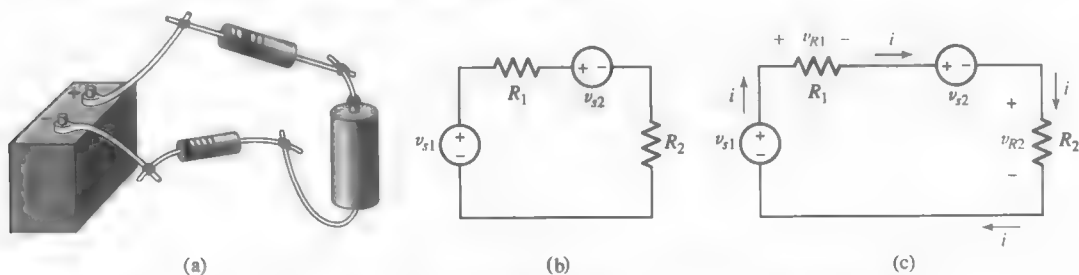 +
-
(a)
R1
+ -
vs2
vs1
+
-
R2
(b)
+ vR1 -
i
R1
+ -
vs2
i
i
vs1
+
-
+
vR2
-
R2
i
(c)